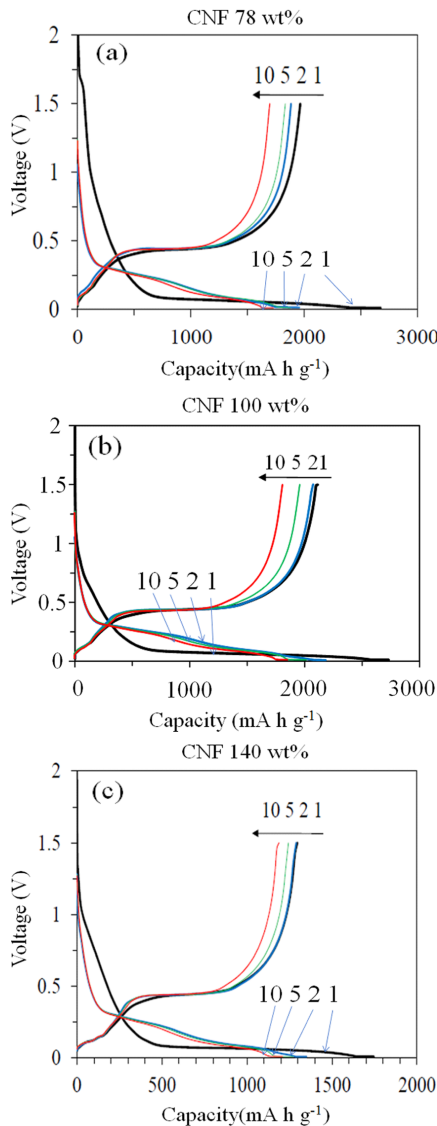 CNF 78 wt%
(a)
10 5 2 1
10 5 2 1
Voltage (V)
2
1.5
1
0.5
0
0 1000 2000 3000
Capacity(mA h g-1)
CNF 100 wt%
(b)
10 5 21
10 5 2 1
Voltage (V)
2
1.5
1
0.5
0
0 1000 2000 3000
Capacity (mA h g-1)
CNF 140 wt%
(c)
10 5 2 1
10 5 2 1
Voltage (V)
2
1.5
1
0.5
0
0 500 1000 1500 2000
Capacity(mA h g-1)